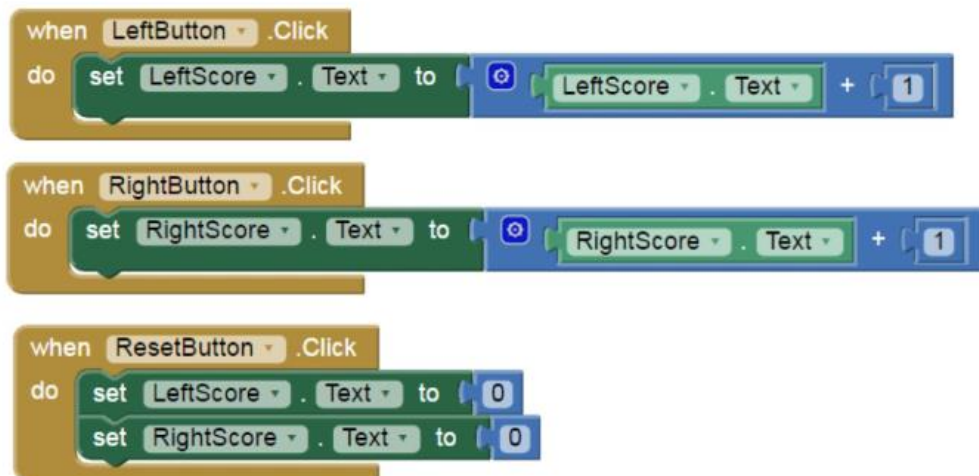 when LeftButton .Click
do set LeftScore . Text to LeftScore . Text + 1
when RightButton .Click
do set RightScore . Text to RightScore . Text + 1
when ResetButton .Click
do set LeftScore . Text to 0
set RightScore . Text to 0